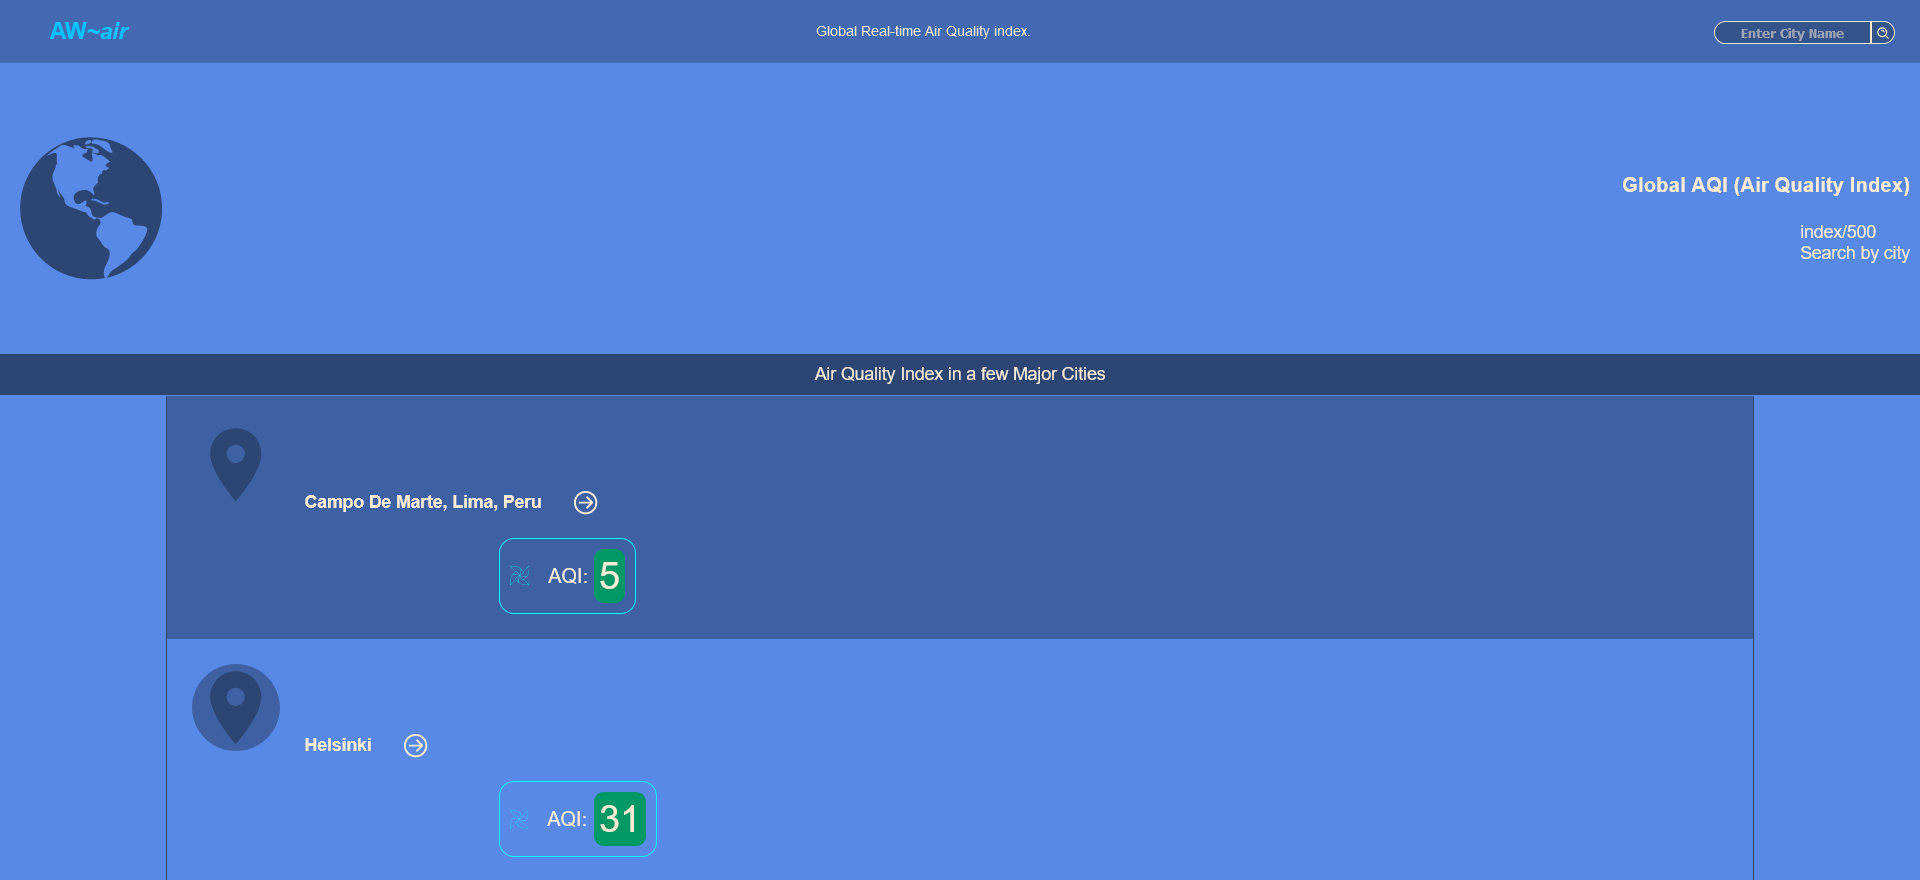 AW~air
Global Real-time Air Quality index.
Enter City Name
Global AQI (Air Quality Index)
index/500
Search by city
Air Quality Index in a few Major Cities
Campo De Marte, Lima, Peru
AQI: 5
Helsinki
AQI: 31